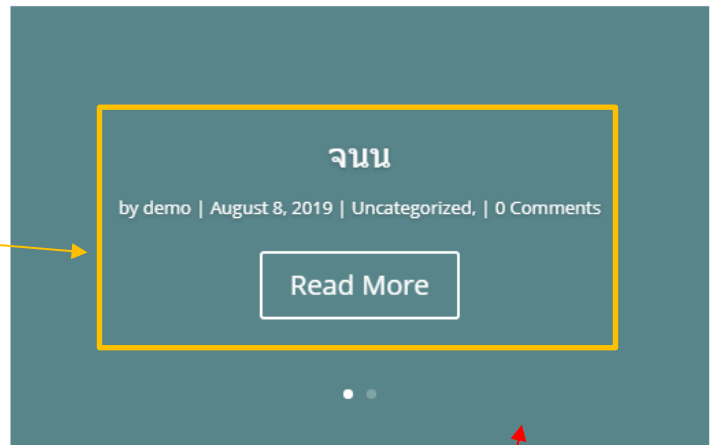 จนน
by demo | August 8, 2019 | Uncategorized, | 0 Comments
Read More